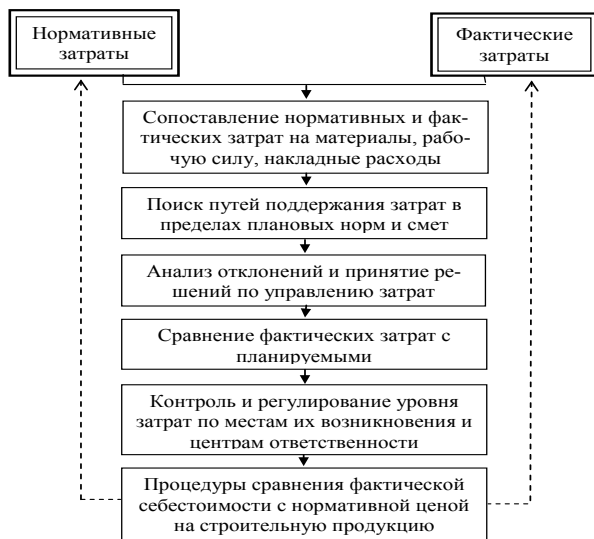 Нормативные
затраты
Фактические
затраты
Сопоставление нормативных и фак-
тических затрат на материалы, рабо-
чую силу, накладные расходы
Поиск путей поддержания затрат в
пределах плановых норм и смет
Анализ отклонений и принятие ре-
шений по управлению затрат
Сравнение фактических затрат с
планируемыми
Контроль и регулирование уровня
затрат по местам их возникновения и
центрам ответственности
Процедуры сравнения фактической
себестоимости с нормативной ценой
на строительную продукцию